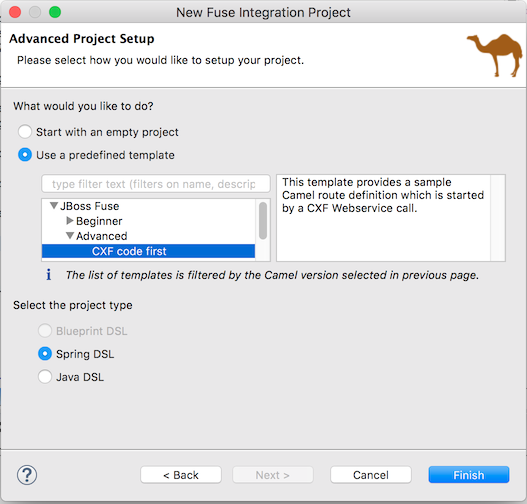 New Fuse Integration Project
Advanced Project Setup
Please select how you would like to setup your project.
What would you like to do?
Start with an empty project
Use a predefined template
type filter text (filters on name, descrip
JBoss Fuse
Beginner
Advanced
CXF code first
This template provides a sample
Camel route definition which is started
by a CXF Webservice call.
i The list of templates is filtered by the Camel version selected in previous page.
Select the project type
Blueprint DSL
Spring DSL
Java DSL
? < Back Next > Cancel Finish